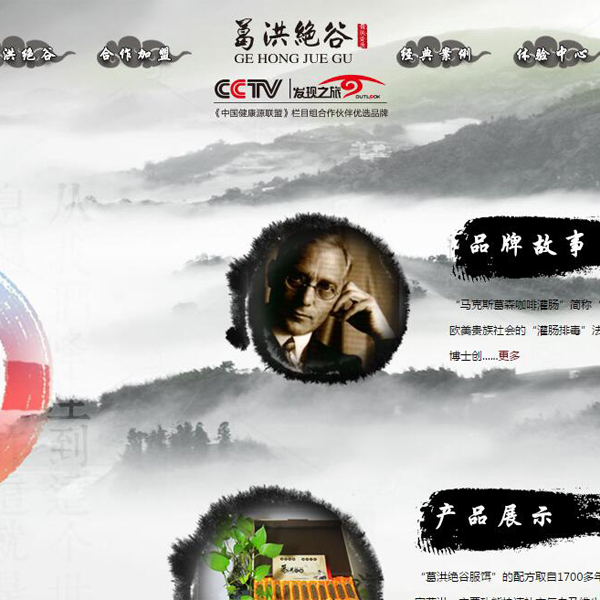 洪絶谷
合作加盟
葛洪絶谷
GE HONG JUE GU
经典案例
体验中心
CCTV 发现之旅
OUTLOOK
《中国健康源联盟》栏目组合作伙伴优选品牌
品牌故事
“马克斯葛森咖啡灌肠”简称“
欧美贵族社会的“灌肠排毒”法
博士创......更多
产品展示
“葛洪绝谷服饵”的配方取自1700多年